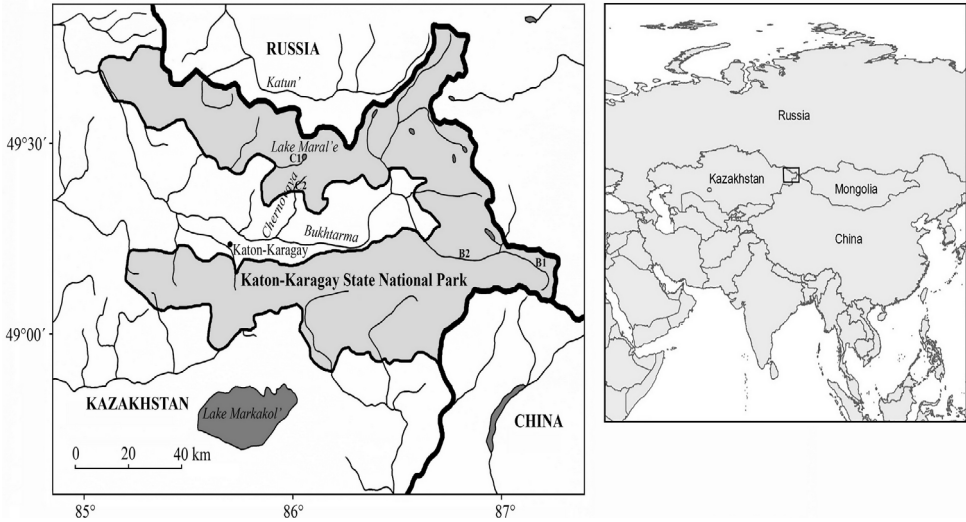 RUSSIA
Katun'
49°30′
Lake Maral'e
C1
C2
Chernovaya
Bukhtarma
Katon-Karagay
B2
B1
Katon-Karagay State National Park
49°00′
KAZAKHSTAN
Lake Markakol'
CHINA
0 20 40 km
85°
86°
87°
Russia
Kazakhstan
Mongolia
China